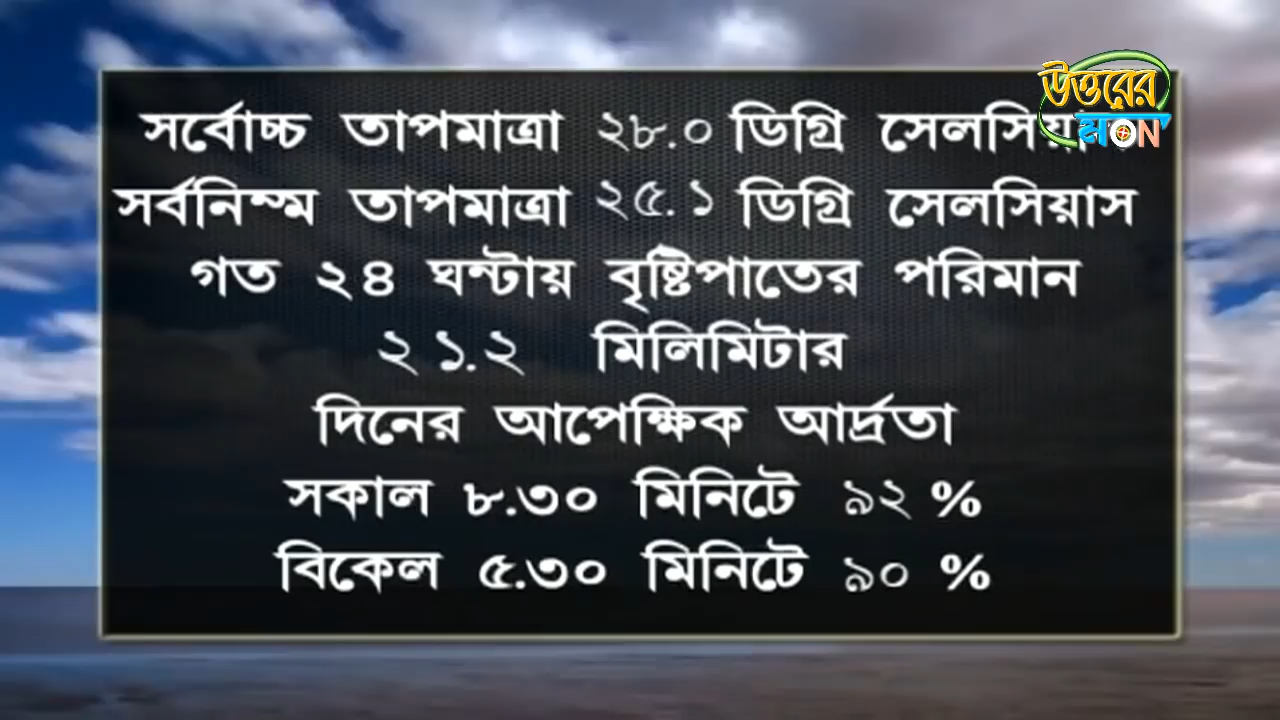 উত্তরের
মON
সর্বোচ্চ তাপমাত্রা ২৮.০ ডিগ্রি সেলসিয়াস
সর্বনিম্ম তাপমাত্রা ২৫.১ ডিগ্রি সেলসিয়াস
গত ২৪ ঘন্টায় বৃষ্টিপাতের পরিমান
২১.২ মিলিমিটার
দিনের আপেক্ষিক আর্দ্রতা
সকাল ৮.৩০ মিনিটে ৯২ %
বিকেল ৫.৩০ মিনিটে ৯০ %